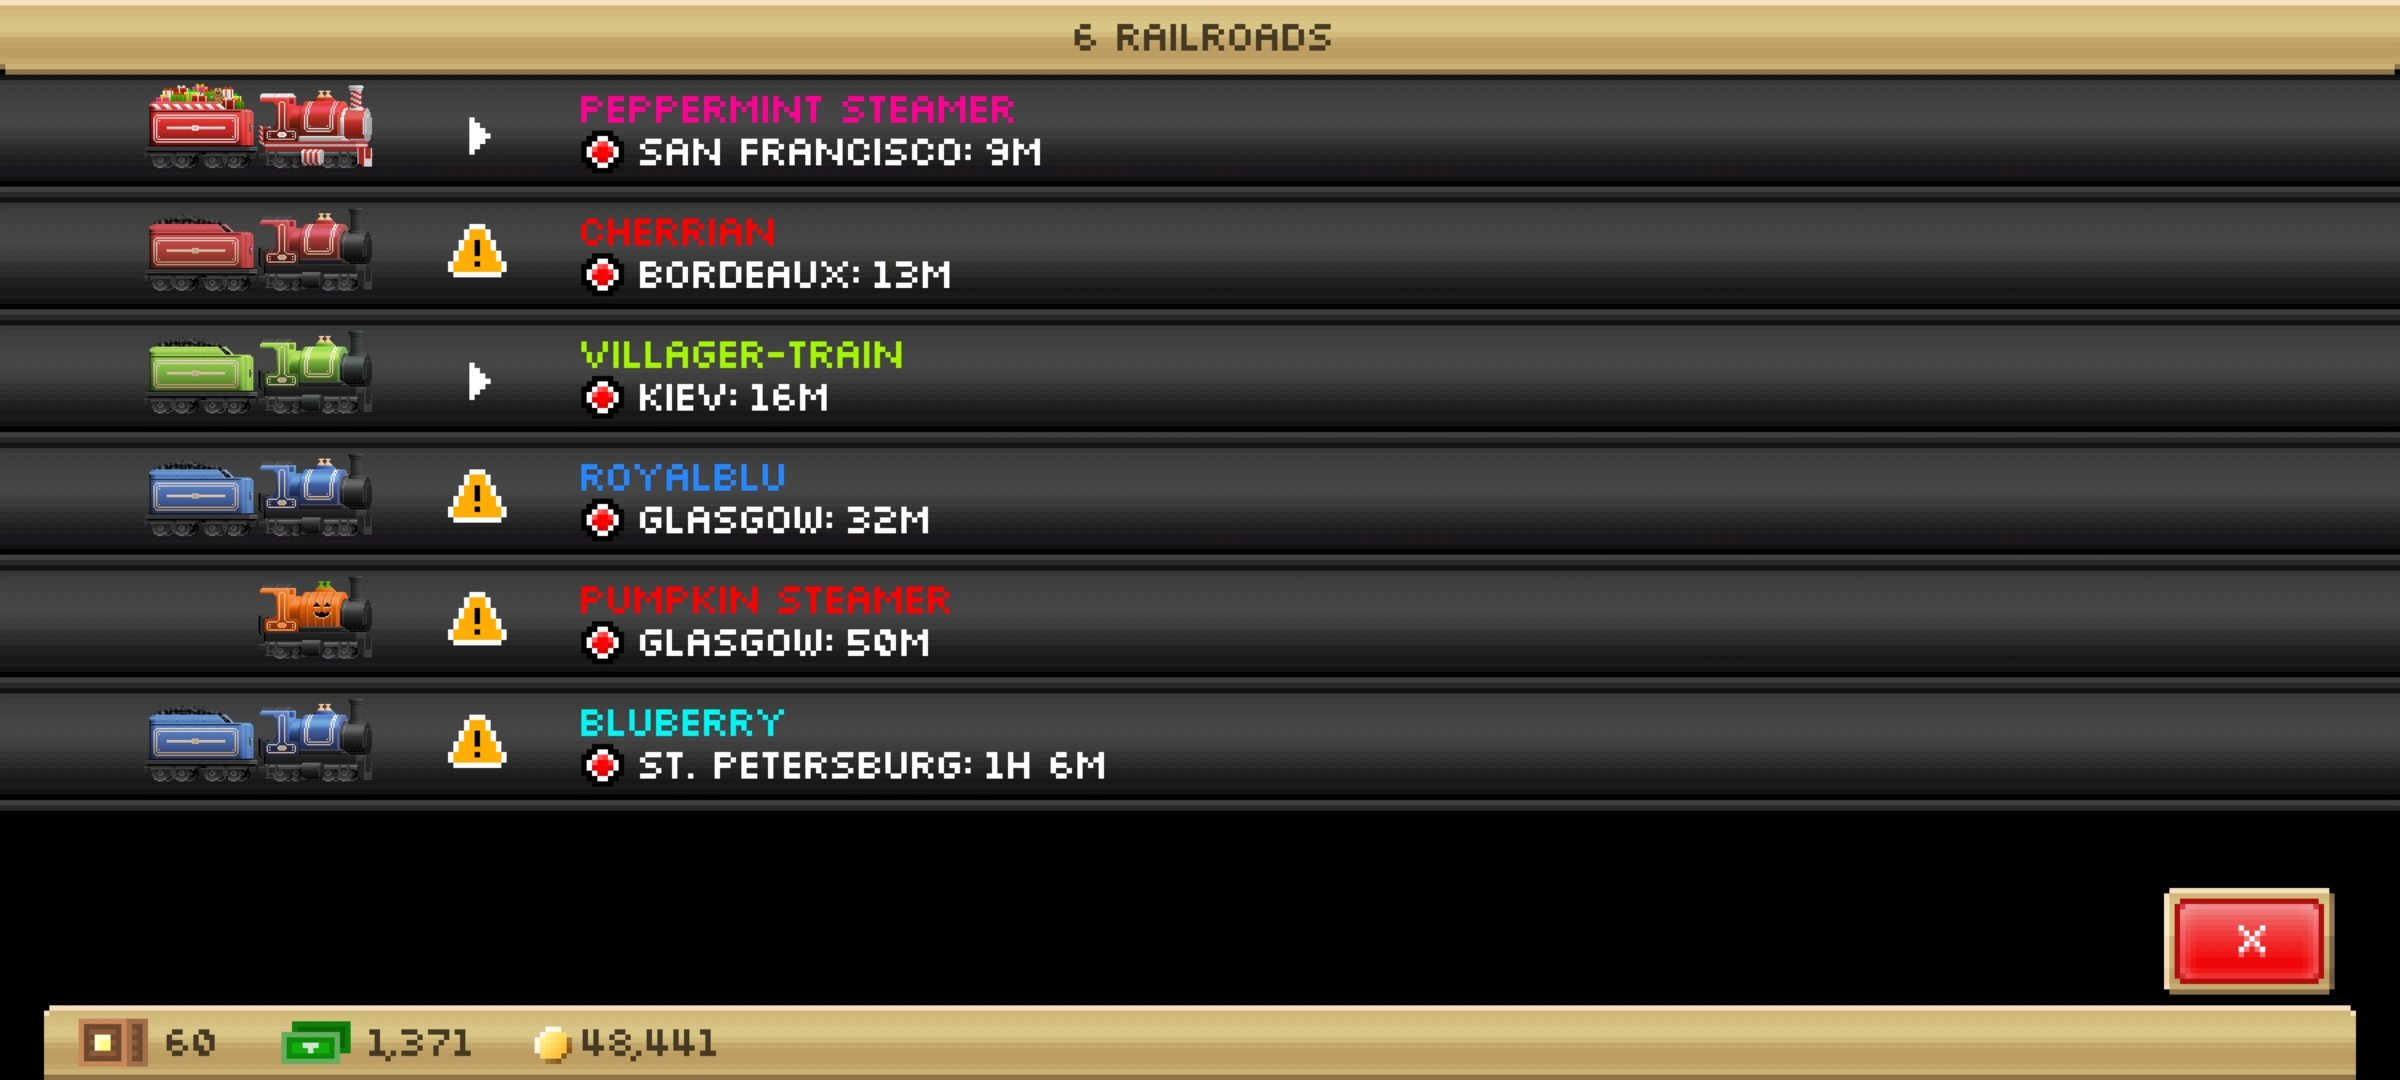 6 RAILROADS
PEPPERMINT STEAMER
SAN FRANCISCO: 9M
CHERRIAN
BORDEAUX: 13M
VILLAGER-TRAIN
KIEV: 16M
ROYALBLU
GLASGOW: 32M
PUMPKIN STEAMER
GLASGOW: 50M
BLUBERRY
ST. PETERSBURG: 1H 6M
X
60 1,371 48,441